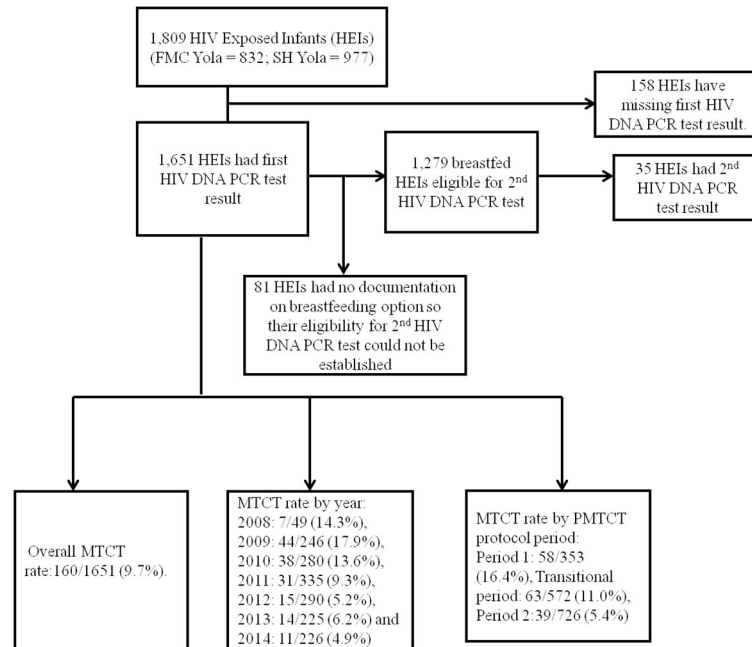 1,809 HIV Exposed Infants (HEIs)
(FMC Yola = 832; SH Yola = 977)
158 HEIs have
missing first HIV
DNA PCR test result.
1,651 HEIs had first
HIV DNA PCR test
result
1,279 breastfed
HEIs eligible for 2nd
HIV DNA PCR test
35 HEIs had 2nd
HIV DNA PCR
test result
81 HEIs had no documentation
on breastfeeding option so
their eligibility for 2nd HIV
DNA PCR test could not be
established
Overall MTCT
rate:160/1651 (9.7%).
MTCT rate by year:
2008: 7/49 (14.3%),
2009: 44/246 (17.9%),
2010: 38/280 (13.6%),
2011: 31/335 (9.3%),
2012: 15/290 (5.2%),
2013: 14/225 (6.2%) and
2014: 11/226 (4.9%)
MTCT rate by PMTCT
protocol period:
Period 1: 58/353
(16.4%), Transitional
period: 63/572 (11.0%),
Period 2:39/726 (5.4%)